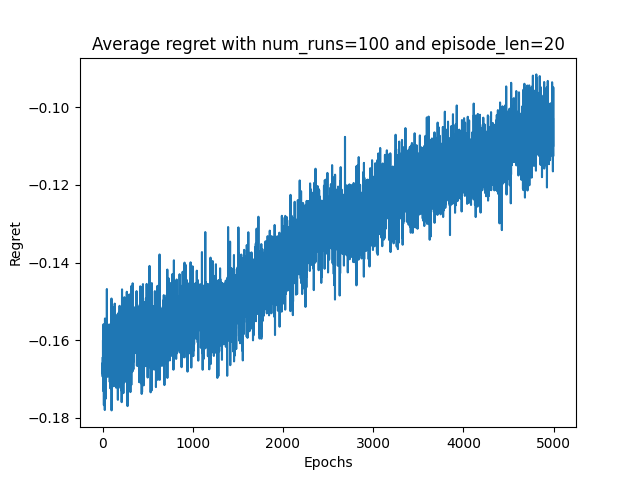 Average regret with num_runs=100 and episode_len=20
−0.10
−0.12
−0.14
−0.16
−0.18
Regret
0 1000 2000 3000 4000 5000
Epochs